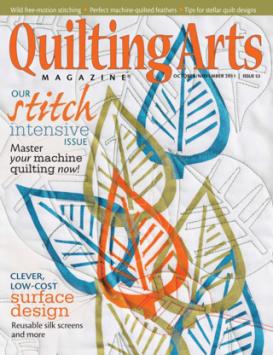 Wild free-motion stitching • Perfect machine-quilted feathers • Tips for stellar quilt designs
Quilting Arts
MAGAZINE®
OCTOBER/NOVEMBER 2011 | ISSUE 53
OUR
stitch
intensive
ISSUE
Master
your machine
quilting now!
CLEVER,
LOW-COST
surface
design
Reusable silk screens
and more